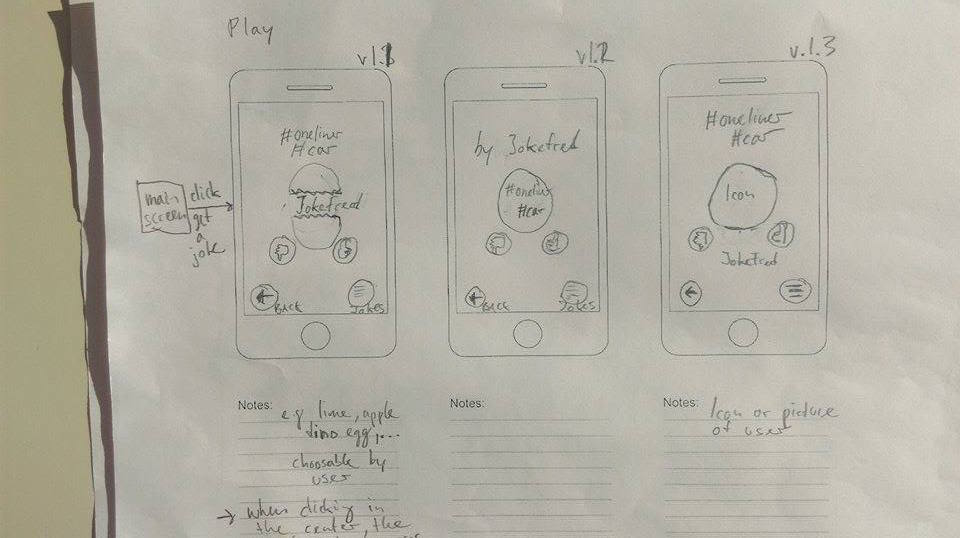 Play
v1.1
v1.2
v.1.3
main
screen
click
get
a
joke
#oneliner
#car
Jokefred
BACK
Jokes
by Jokefred
#oneliner
#car
BACK
Jokes
#oneliner
#car
Icon
Jokefred
Notes: e.g lime, apple
dino egg,...
choosable by
user
→ when clicking in
the center, the
Notes:
Notes: Icon or picture
of user